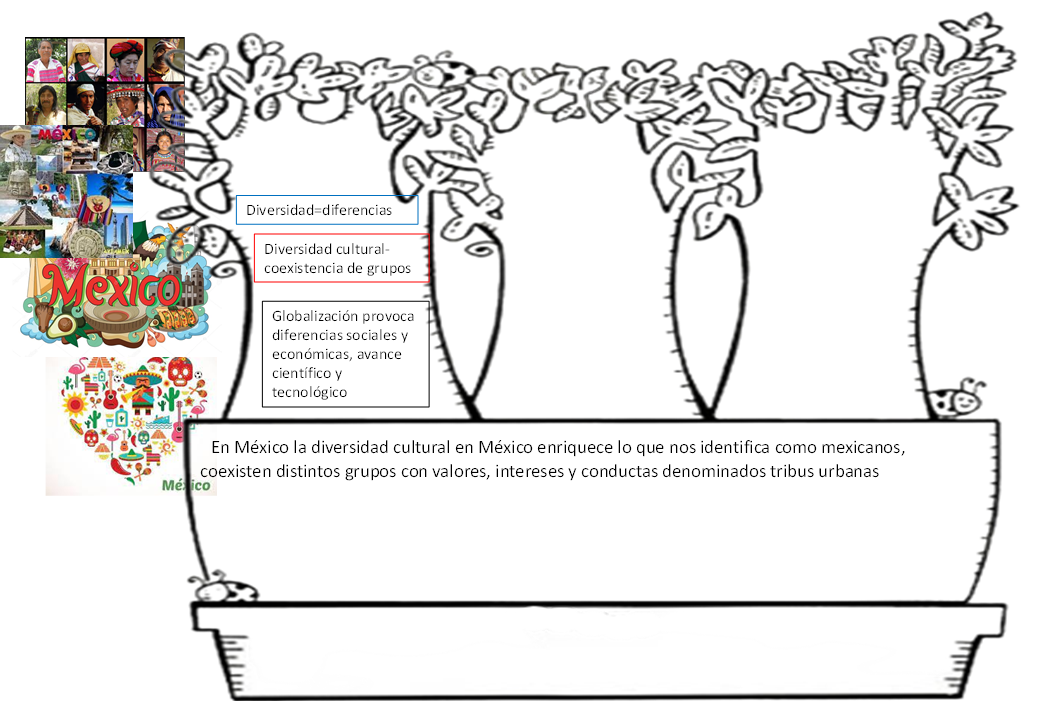 MÉXICO
Diversidad=diferencias
Diversidad cultural-
coexistencia de grupos
México
Globalización provoca
diferencias sociales y
económicas, avance
científico y
tecnológico
En México la diversidad cultural en México enriquece lo que nos identifica como mexicanos,
coexisten distintos grupos con valores, intereses y conductas denominados tribus urbanas
México